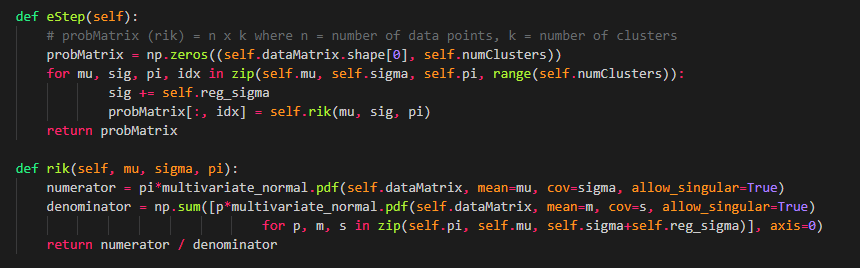 def eStep(self):
    # probMatrix (rik) = n x k where n = number of data points, k = number of clusters
    probMatrix = np.zeros((self.dataMatrix.shape[0], self.numClusters))
    for mu, sig, pi, idx in zip(self.mu, self.sigma, self.pi, range(self.numClusters)):
            sig += self.reg_sigma
            probMatrix[:, idx] = self.rik(mu, sig, pi)
    return probMatrix

def rik(self, mu, sigma, pi):
    numerator = pi*multivariate_normal.pdf(self.dataMatrix, mean=mu, cov=sigma, allow_singular=True)
    denominator = np.sum([p*multivariate_normal.pdf(self.dataMatrix, mean=m, cov=s, allow_singular=True)
                                for p, m, s in zip(self.pi, self.mu, self.sigma+self.reg_sigma)], axis=0)
    return numerator / denominator